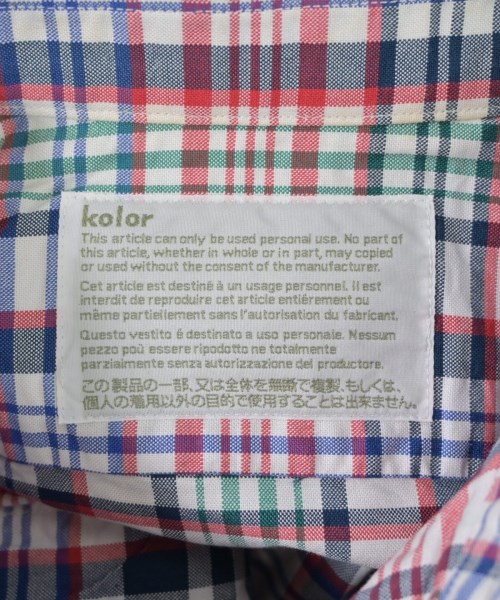 kolor
This article can only be used personal use. No part of
this article, whether in whole or in part, may copied
or used without the consent of the manufacturer.
Cet article est destiné à un usage personnel. il est
interdit de reproduire cet article entiérement ou
même partiellement sans l'autorisation du fabricant.
Questo vestito é destinato a uso personale. Nessum
pezzo poù essere ripodotto ne totalmente
parzialmente senza autorizzazione del productore.
この製品の一部、又は全体を無断で複製、もしくは、
個人の着用以外の目的で使用することは出来ません。